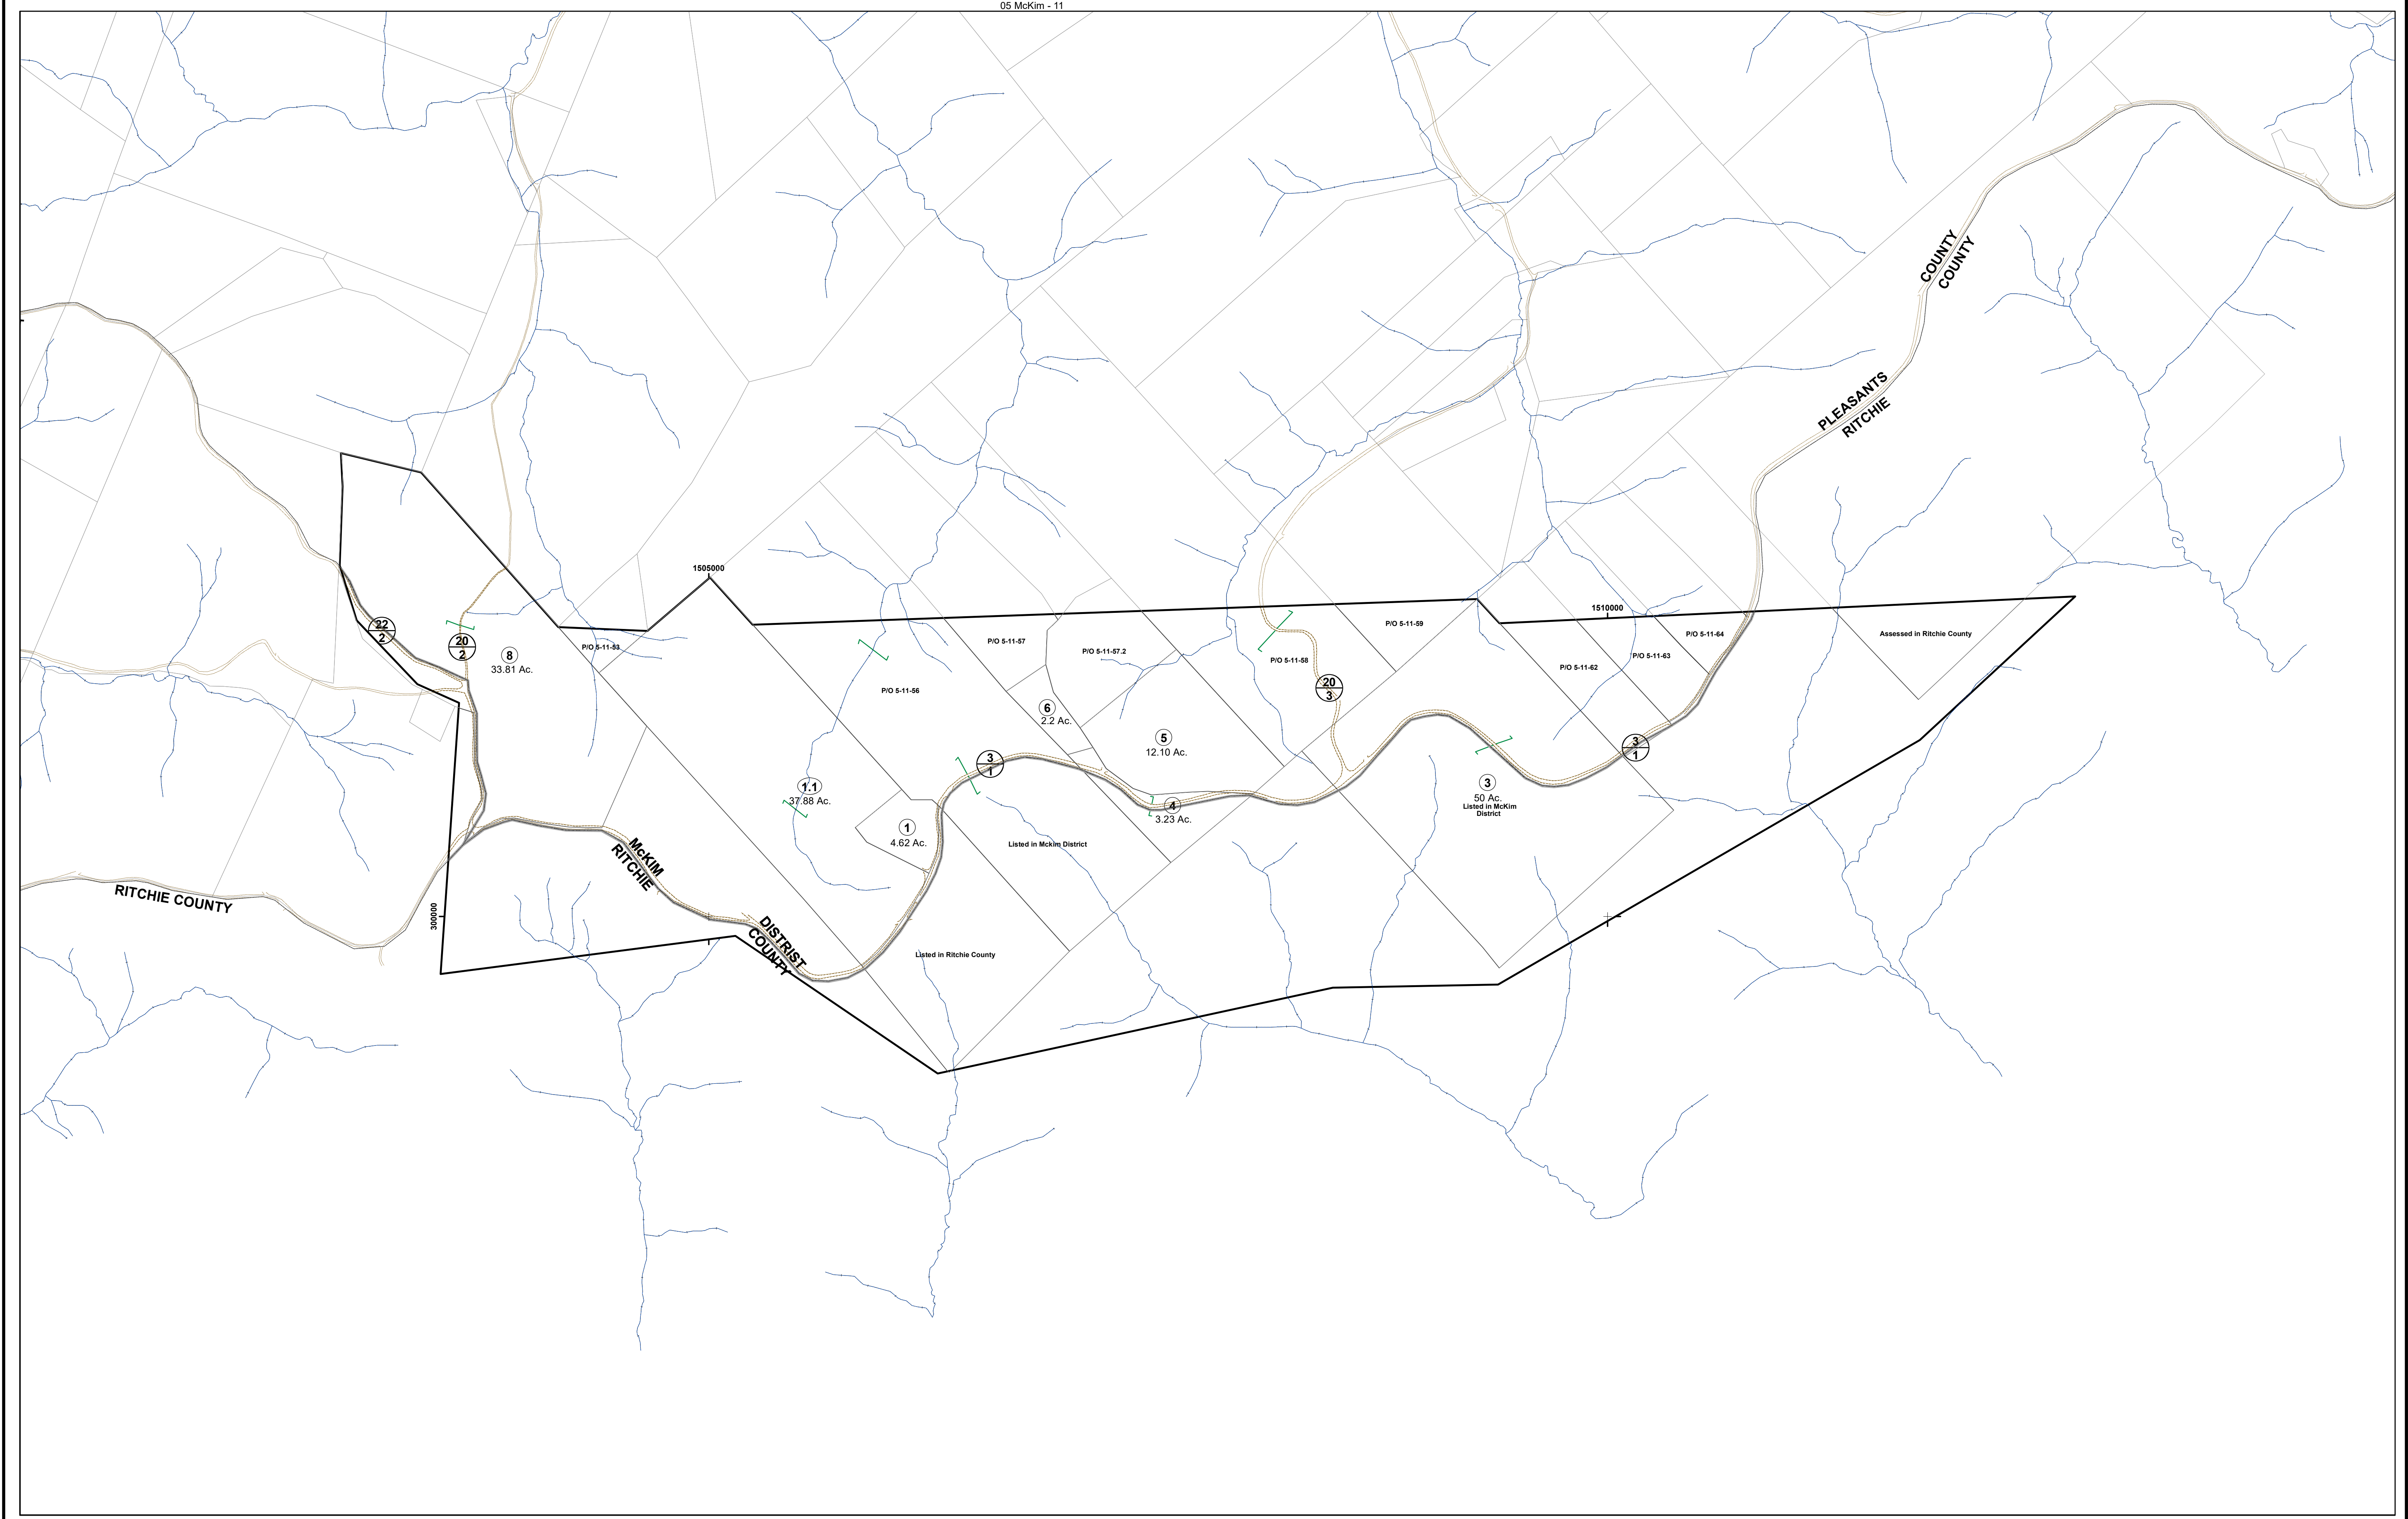 05 McKim - 11
COUNTY
COUNTY
PLEASANTS
RITCHIE
1505000
1510000
22
2
20
2
8
33.81 Ac.
P/O 5-11-53
P/O 5-11-56
P/O 5-11-57
P/O 5-11-57.2
P/O 5-11-58
P/O 5-11-59
P/O 5-11-62
P/O 5-11-63
P/O 5-11-64
Assessed in Ritchie County
20
3
6
2.2 Ac.
5
12.10 Ac.
3
1
3
1
1.1
37.88 Ac.
4
3.23 Ac.
3
50 Ac.
Listed in McKim
District
1
4.62 Ac.
Listed in Mckim District
McKIM
RITCHIE
RITCHIE COUNTY
300000
DISTRICT
COUNTY
Listed in Ritchie County